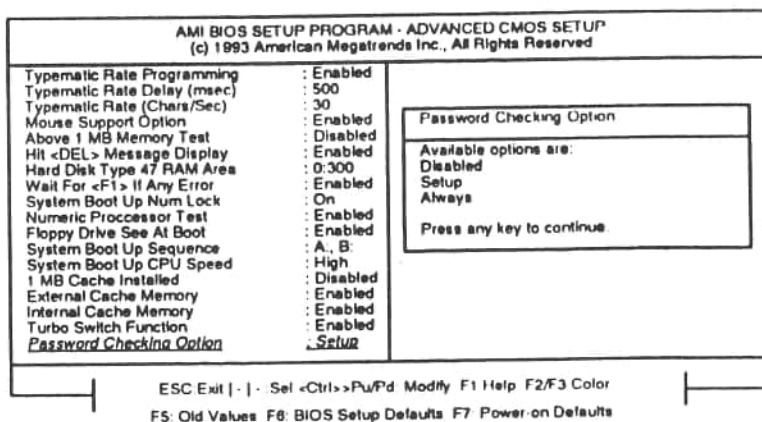 AMI BIOS SETUP PROGRAM - ADVANCED CMOS SETUP
(c) 1993 American Megatrends Inc., All Rights Reserved
Typematic Rate Programming : Enabled
Typematic Rate Delay (msec) : 500
Typematic Rate (Chars/Sec) : 30
Mouse Support Option : Enabled
Above 1 MB Memory Test : Disabled
Hit <DEL> Message Display : Enabled
Hard Disk Type 47 RAM Area : 0:300
Wait For <F1> If Any Error : Enabled
System Boot Up Num Lock : On
Numeric Proccessor Test : Enabled
Floppy Drive See At Boot : Enabled
System Boot Up Sequence : A:, B:
System Boot Up CPU Speed : High
1 MB Cache Installed : Disabled
External Cache Memory : Enabled
Internal Cache Memory : Enabled
Turbo Switch Function : Enabled
Password Checking Option : Setup
Password Checking Option
Available options are:
Disabled
Setup
Always
Press any key to continue.
ESC:Exit | - | - :Sel <Ctrl>>Pu/Pd: Modify F1 Help F2/F3 Color
F5: Old Values F6: BIOS Setup Defaults F7: Power-on Defaults